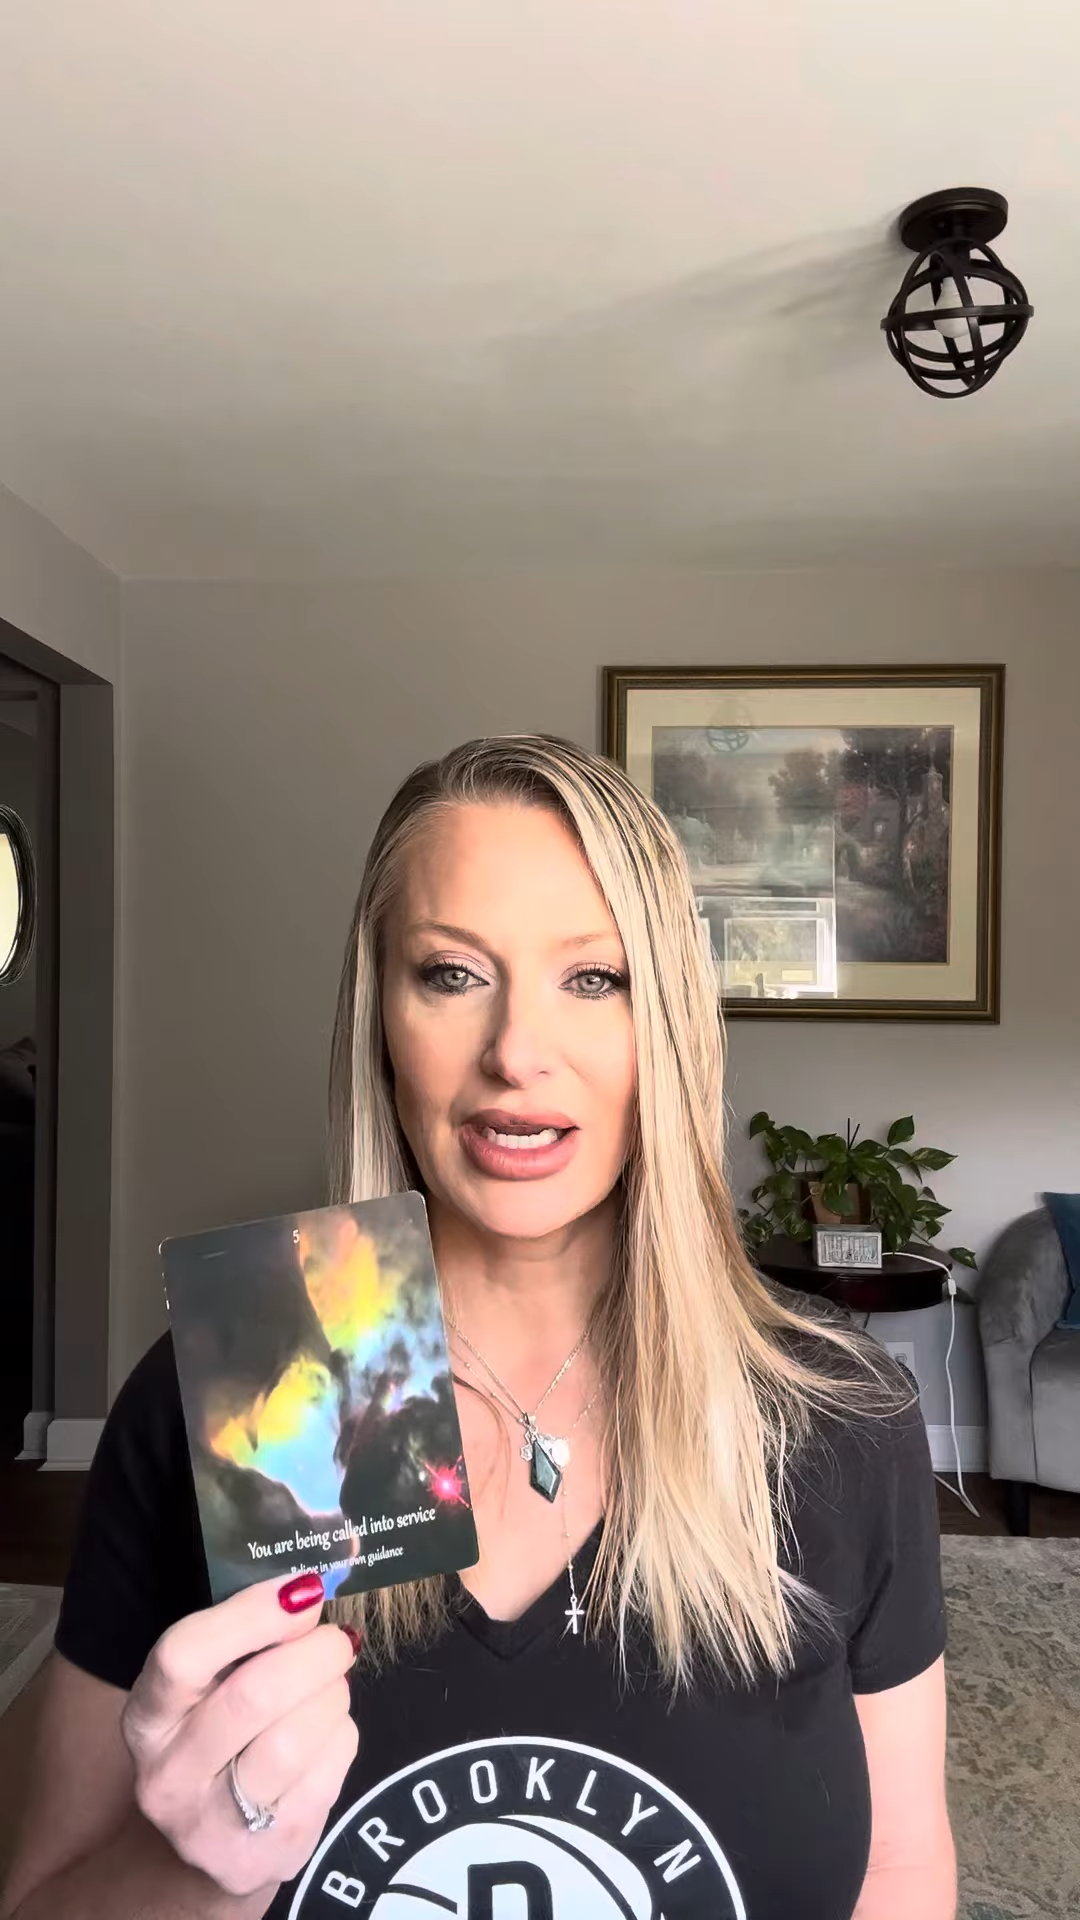 5
You are being called into service
Believe in your own guidance
BROOKLYN
B